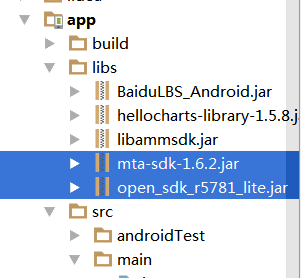 app
build
libs
BaiduLBS_Android.jar
hellocharts-library-1.5.8.j
libammsdk.jar
mta-sdk-1.6.2.jar
open_sdk_r5781_lite.jar
src
androidTest
main